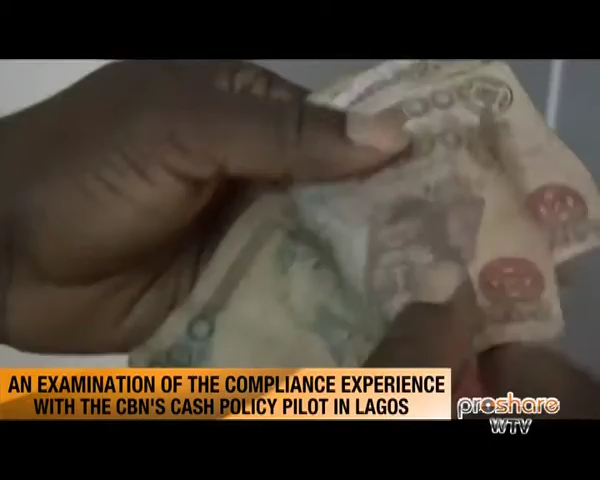 AN EXAMINATION OF THE COMPLIANCE EXPERIENCE
WITH THE CBN'S CASH POLICY PILOT IN LAGOS
proshare
WTV